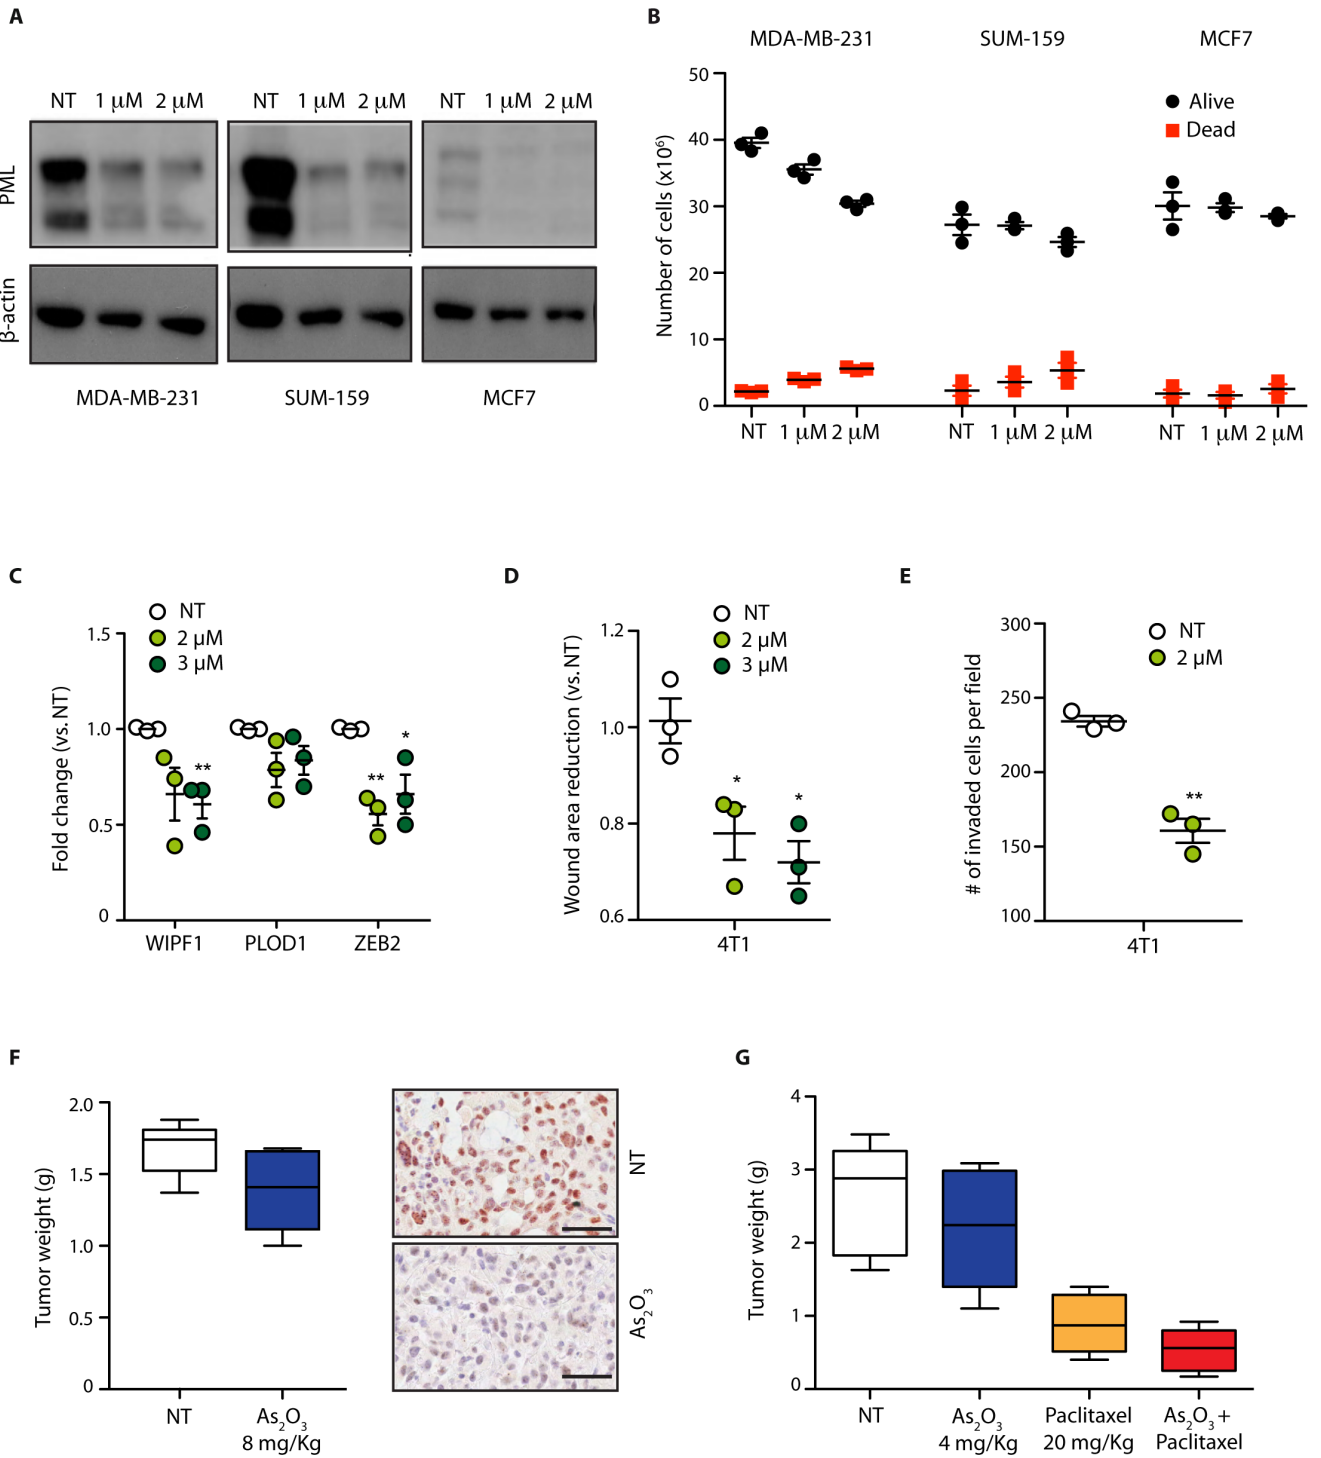 A
NT 1 μM 2 μM NT 1 μM 2 μM NT 1 μM 2 μM
PML
β-actin
MDA-MB-231 SUM-159 MCF7
B
MDA-MB-231 SUM-159 MCF7
Number of cells (x10⁶)
50
40
30
20
10
0
Alive
Dead
NT 1 μM 2 μM NT 1 μM 2 μM NT 1 μM 2 μM
C
NT
2 μM
3 μM
Fold change (vs. NT)
1.5
1.0
0.5
0
**
**
*
WIPF1 PLOD1 ZEB2
D
NT
2 μM
3 μM
Wound area reduction (vs. NT)
1.2
1.0
0.8
0.6
*
*
4T1
E
NT
2 μM
# of invaded cells per field
300
250
200
150
100
**
4T1
F
Tumor weight (g)
2.0
1.5
1.0
0.5
0
NT As₂O₃
8 mg/Kg
NT
As₂O₃
G
Tumor weight (g)
4
3
2
1
0
NT As₂O₃ Paclitaxel As₂O₃ +
4 mg/Kg 20 mg/Kg Paclitaxel